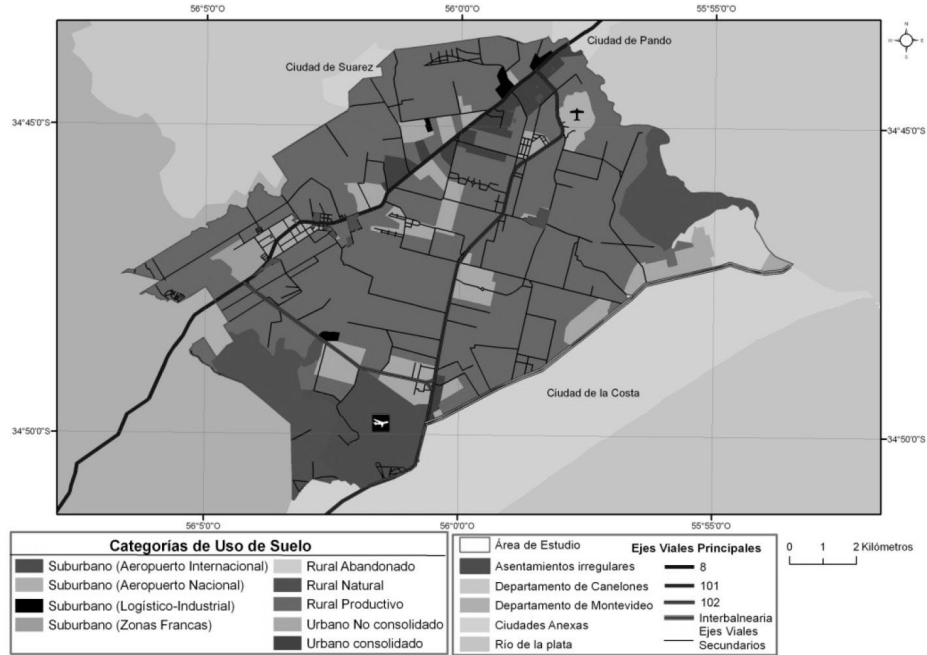 56°5'0"O
56°0'0"O
55°55'0"O
Ciudad de Pando
Ciudad de Suarez
N
34°45'0"S
34°45'0"S
Ciudad de la Costa
34°50'0"S
34°50'0"S
56°5'0"O
56°0'0"O
55°55'0"O
Categorías de Uso de Suelo
Suburbano (Aeropuerto Internacional)
Suburbano (Aeropuerto Nacional)
Suburbano (Logístico-Industrial)
Suburbano (Zonas Francas)
Rural Abandonado
Rural Natural
Rural Productivo
Urbano No consolidado
Urbano consolidado
Área de Estudio
Asentamientos irregulares
Departamento de Canelones
Departamento de Montevideo
Ciudades Anexas
Río de la plata
Ejes Viales Principales
8
101
102
Interbalnearia
Ejes Viales
Secundarios
0 1 2 Kilómetros